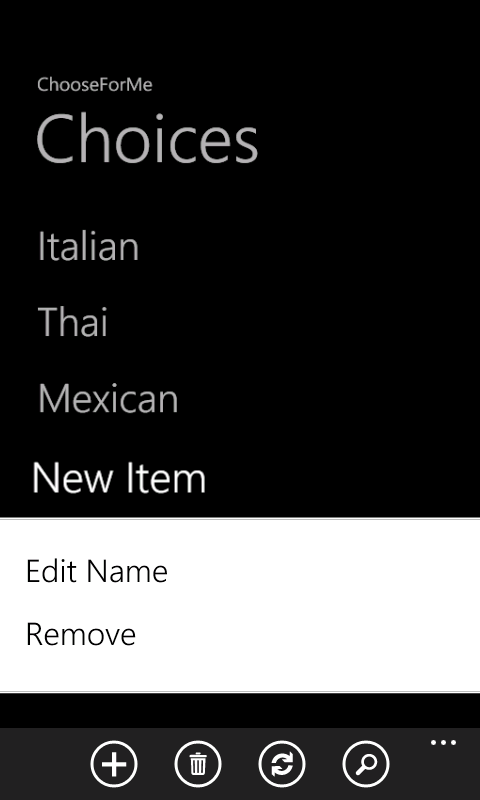 ChooseForMe
Choices
Italian
Thai
Mexican
New Item
Edit Name
Remove